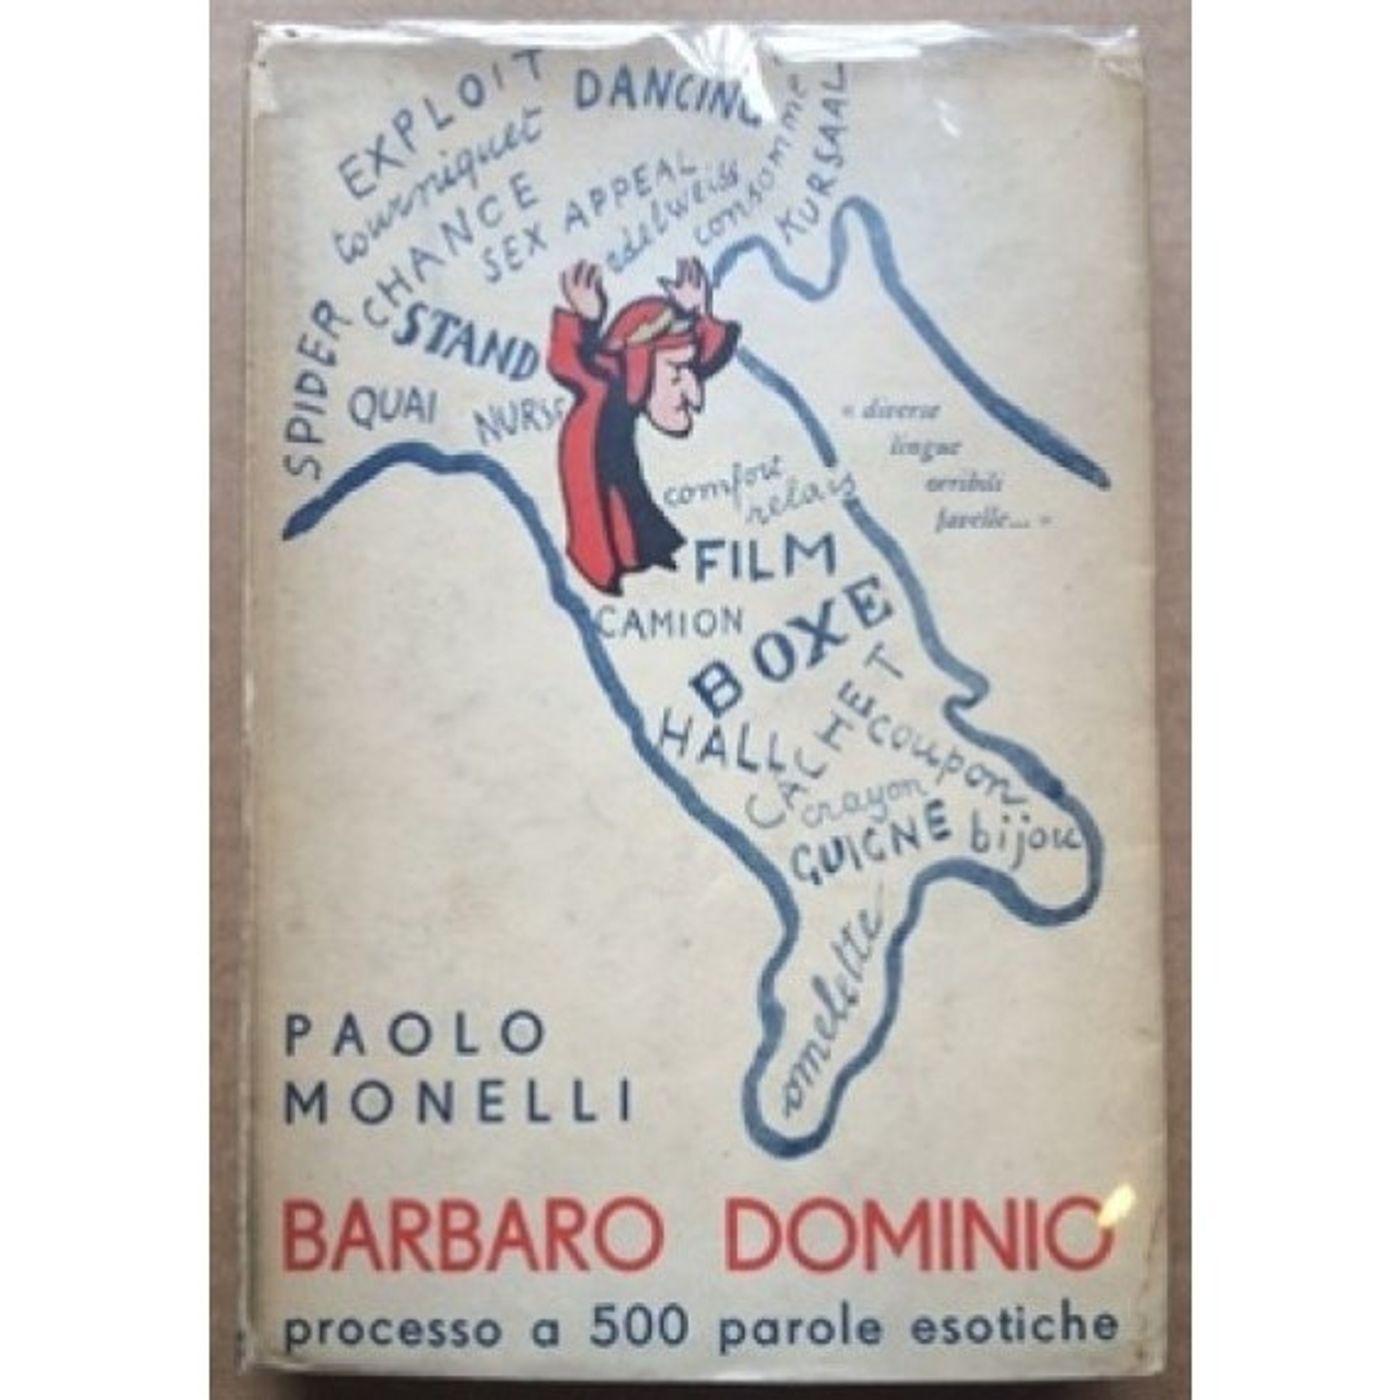 EXPLOIT
DANCING
tourniquet
consommé
KURSAAL
CHANCE
SEX APPEAL
edelweiss
SPIDER
STAND
QUAI
NURSE
« diverse
lingue
orribili
favelle... »
comfort
relais
FILM
CAMION
BOXE
HALL
CACHET
coupon
crayon
GUIGNE
bijou
omelette
PAOLO
MONELLI
BARBARO DOMINIO
processo a 500 parole esotiche